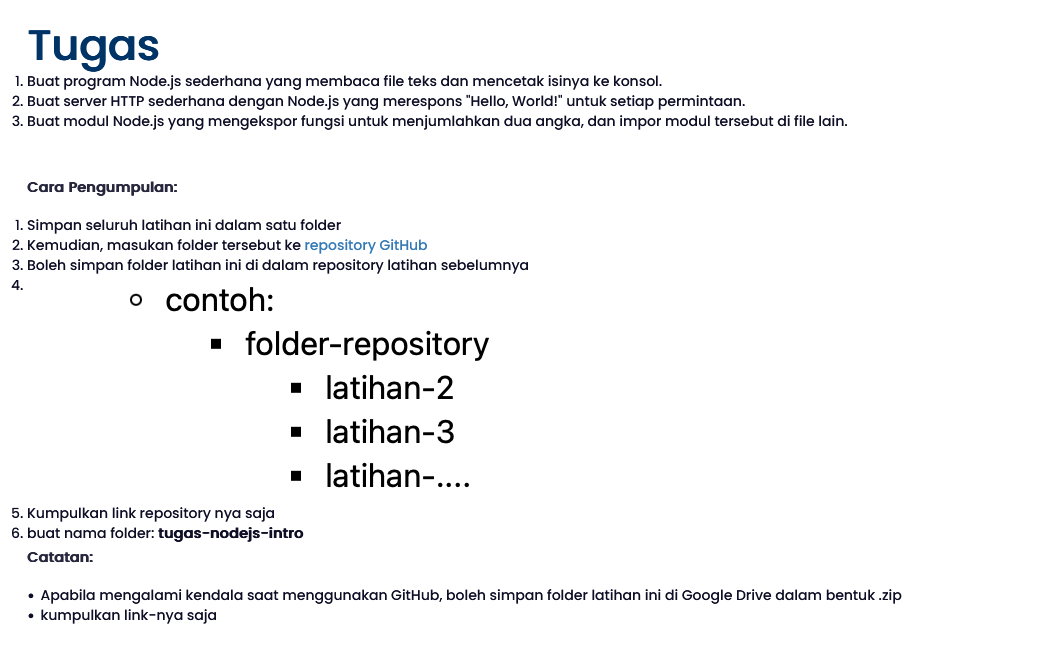 Tugas
1. Buat program Node.js sederhana yang membaca file teks dan mencetak isinya ke konsol.
2. Buat server HTTP sederhana dengan Node.js yang merespons "Hello, World!" untuk setiap permintaan.
3. Buat modul Node.js yang mengekspor fungsi untuk menjumlahkan dua angka, dan impor modul tersebut di file lain.
Cara Pengumpulan:
1. Simpan seluruh latihan ini dalam satu folder
2. Kemudian, masukan folder tersebut ke repository GitHub
3. Boleh simpan folder latihan ini di dalam repository latihan sebelumnya
4.
○ contoh:
▪ folder-repository
▪ latihan-2
▪ latihan-3
▪ latihan-....
5. Kumpulkan link repository nya saja
6. buat nama folder: tugas-nodejs-intro
Catatan:
• Apabila mengalami kendala saat menggunakan GitHub, boleh simpan folder latihan ini di Google Drive dalam bentuk .zip
• kumpulkan link-nya saja